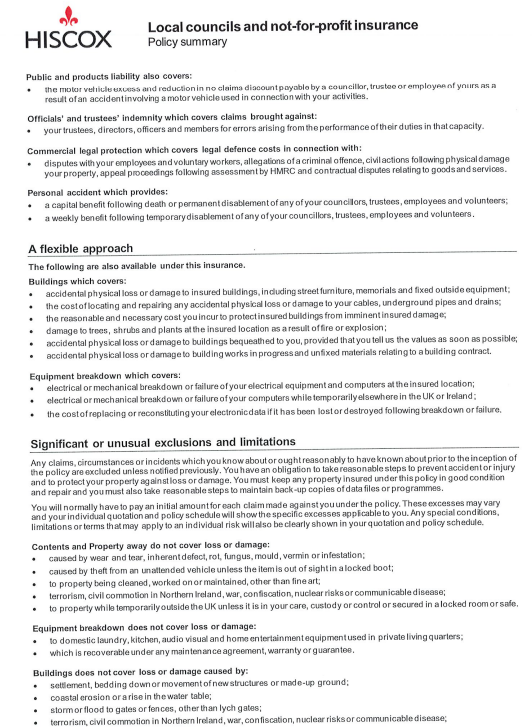 HISCOX
Local councils and not-for-profit insurance
Policy summary
Public and products liability also covers:
• the motor vehicle excess and reduction in no claims discount payable by a councillor, trustee or employee of yours as a
result of an accident involving a motor vehicle used in connection with your activities.
Officials' and trustees' indemnity which covers claims brought against:
• your trustees, directors, officers and members for errors arising from the performance of their duties in that capacity.
Commercial legal protection which covers legal defence costs in connection with:
• disputes with your employees and voluntary workers, allegations of a criminal offence, civil actions following physical damage
your property, appeal proceedings following assessment by HMRC and contractual disputes relating to goods and services.
Personal accident which provides:
• a capital benefit following death or permanent disablement of any of your councillors, trustees, employees and volunteers;
• a weekly benefit following temporary disablement of any of your councillors, trustees, employees and volunteers.
A flexible approach
The following are also available under this insurance.
Buildings which covers:
• accidental physical loss or damage to insured buildings, including street furniture, memorials and fixed outside equipment;
• the cost of locating and repairing any accidental physical loss or damage to your cables, underground pipes and drains;
• the reasonable and necessary cost you incur to protect insured buildings from imminent insured damage;
• damage to trees, shrubs and plants at the insured location as a result of fire or explosion;
• accidental physical loss or damage to buildings bequeathed to you, provided that you tell us the values as soon as possible;
• accidental physical loss or damage to building works in progress and unfixed materials relating to a building contract.
Equipment breakdown which covers:
• electrical or mechanical breakdown or failure of your electrical equipment and computers at the insured location;
• electrical or mechanical breakdown or failure of your computers while temporarily elsewhere in the UK or Ireland;
• the cost of replacing or reconstituting your electronic data if it has been lost or destroyed following breakdown or failure.
Significant or unusual exclusions and limitations
Any claims, circumstances or incidents which you know about or ought reasonably to have known about prior to the inception of
the policy are excluded unless notified previously. You have an obligation to take reasonable steps to prevent accident or injury
and to protect your property against loss or damage. You must keep any property insured under this policy in good condition
and repair and you must also take reasonable steps to maintain back-up copies of data files or programmes.
You will normally have to pay an initial amount for each claim made against you under the policy. These excesses may vary
and your individual quotation and policy schedule will show the specific excesses applicable to you. Any special conditions,
limitations or terms that may apply to an individual risk will also be clearly shown in your quotation and policy schedule.
Contents and Property away do not cover loss or damage:
• caused by wear and tear, inherent defect, rot, fungus, mould, vermin or infestation;
• caused by theft from an unattended vehicle unless the item is out of sight in a locked boot;
• to property being cleaned, worked on or maintained, other than fine art;
• terrorism, civil commotion in Northern Ireland, war, confiscation, nuclear risks or communicable disease;
• to property while temporarily outside the UK unless it is in your care, custody or control or secured in a locked room or safe.
Equipment breakdown does not cover loss or damage:
• to domestic laundry, kitchen, audio visual and home entertainment equipment used in private living quarters;
• which is recoverable under any maintenance agreement, warranty or guarantee.
Buildings does not cover loss or damage caused by:
• settlement, bedding down or movement of new structures or made-up ground;
• coastal erosion or a rise in the water table;
• storm or flood to gates or fences, other than lych gates;
• terrorism, civil commotion in Northern Ireland, war, confiscation, nuclear risks or communicable disease;